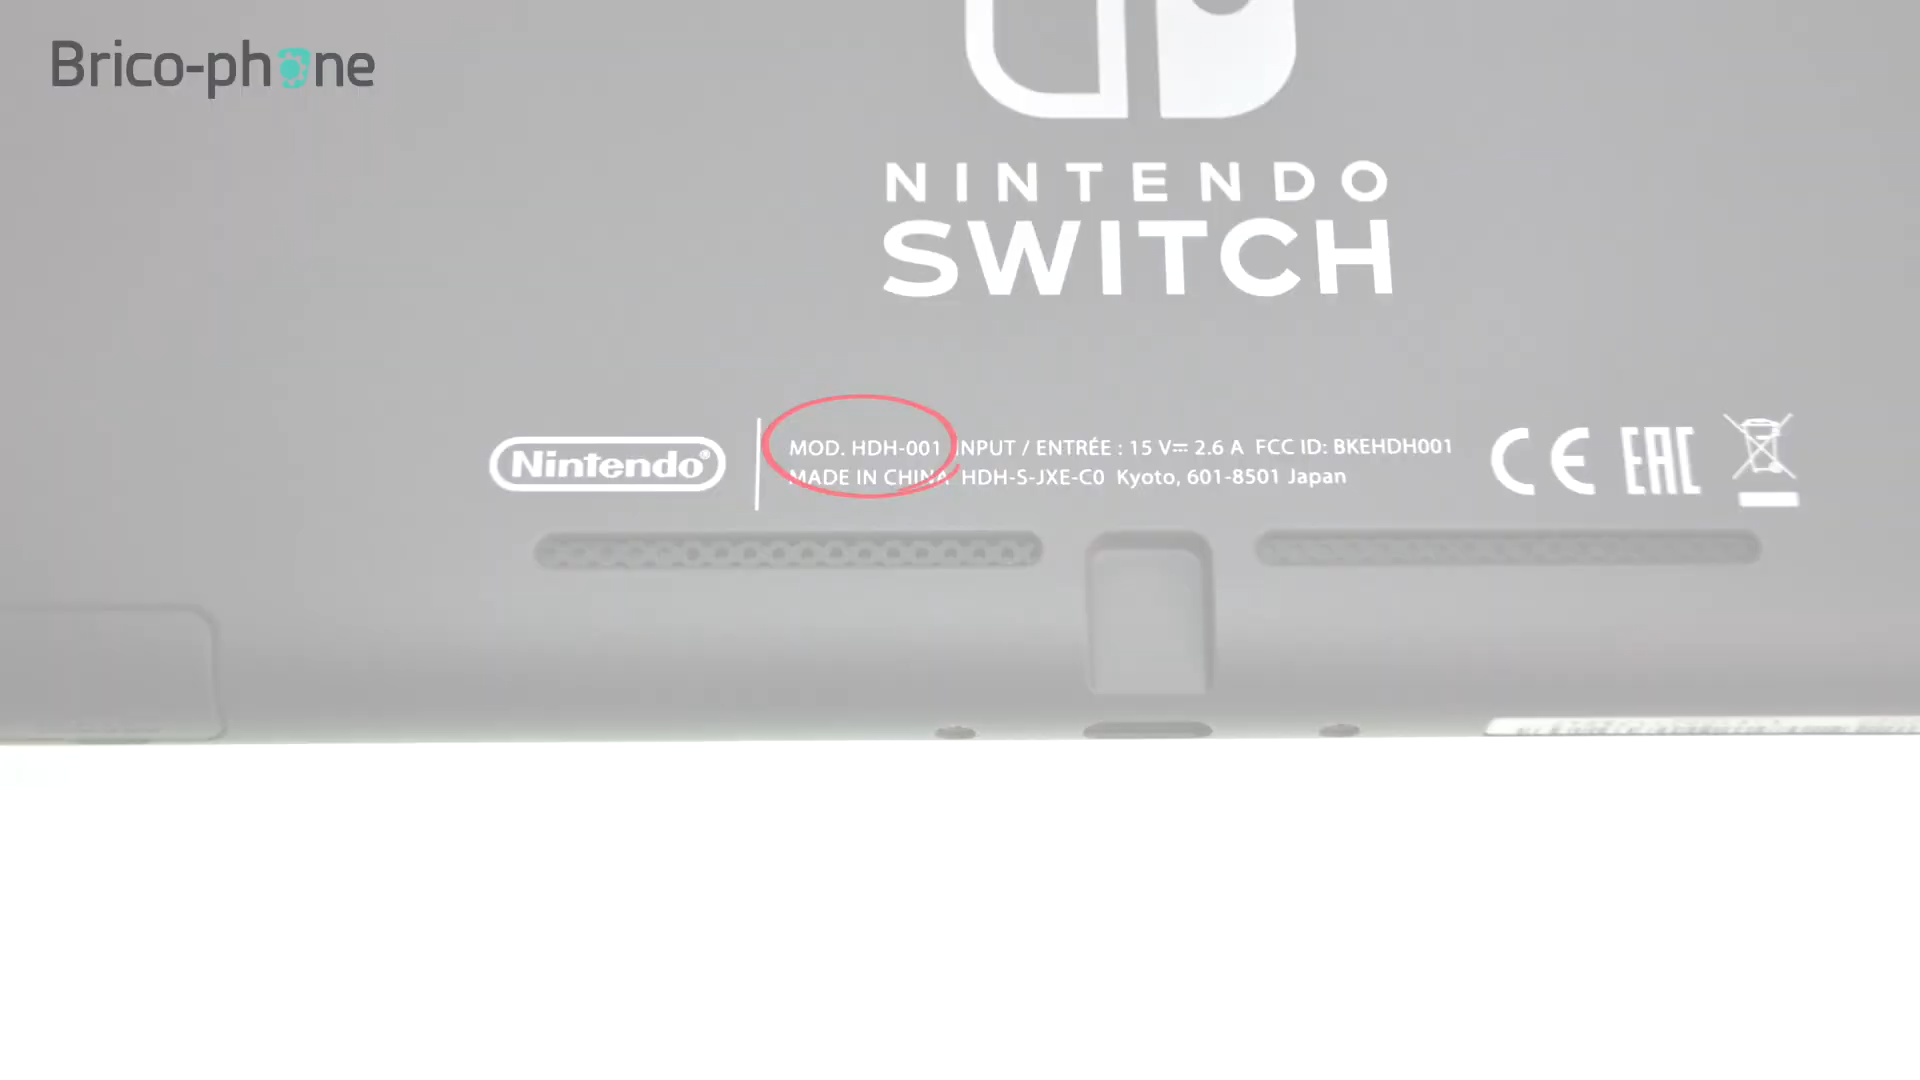 Brico-phone
NINTENDO
SWITCH
Nintendo®
MOD. HDH-001 INPUT / ENTRÉE : 15 V⎓ 2.6 A FCC ID: BKEHDH001
MADE IN CHINA HDH-S-JXE-C0 Kyoto, 601-8501 Japan
CE EAC